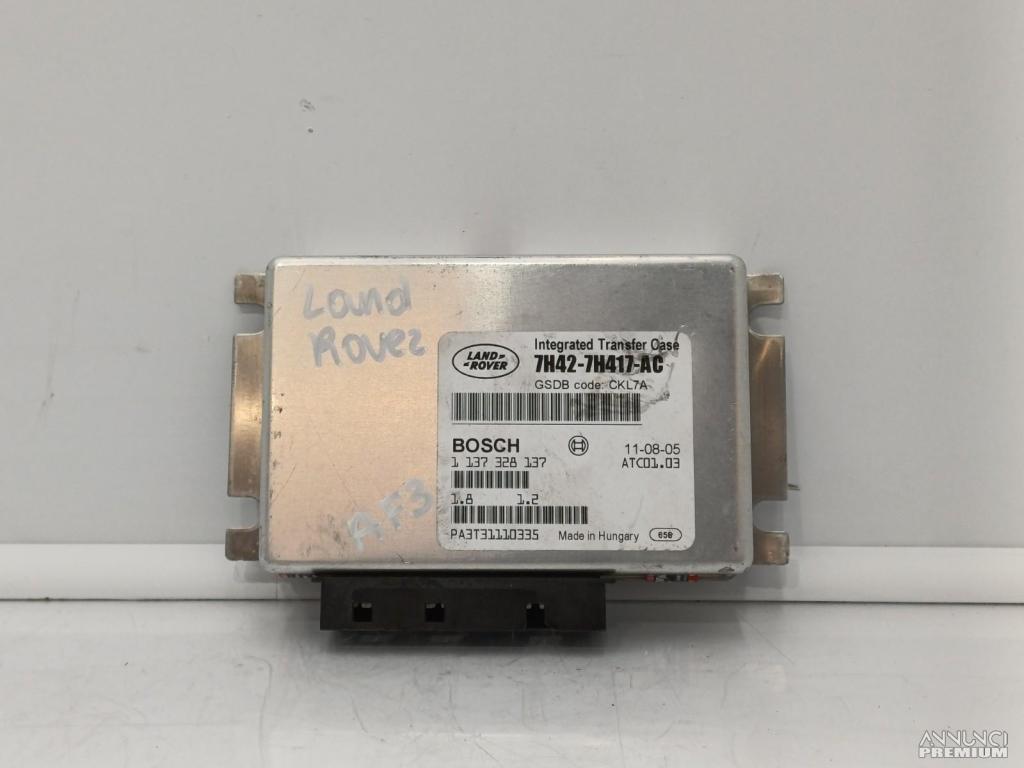 Land
Rover
AF3
LAND-
-ROVER
Integrated Transfer Case
7H42-7H417-AC
GSDB code: CKL7A
BOSCH
11-08-05
1 137 328 137
ATC01.03
1.8 1.2
PA3T31110335
Made in Hungary
650
ANNUNCI
PREMIUM